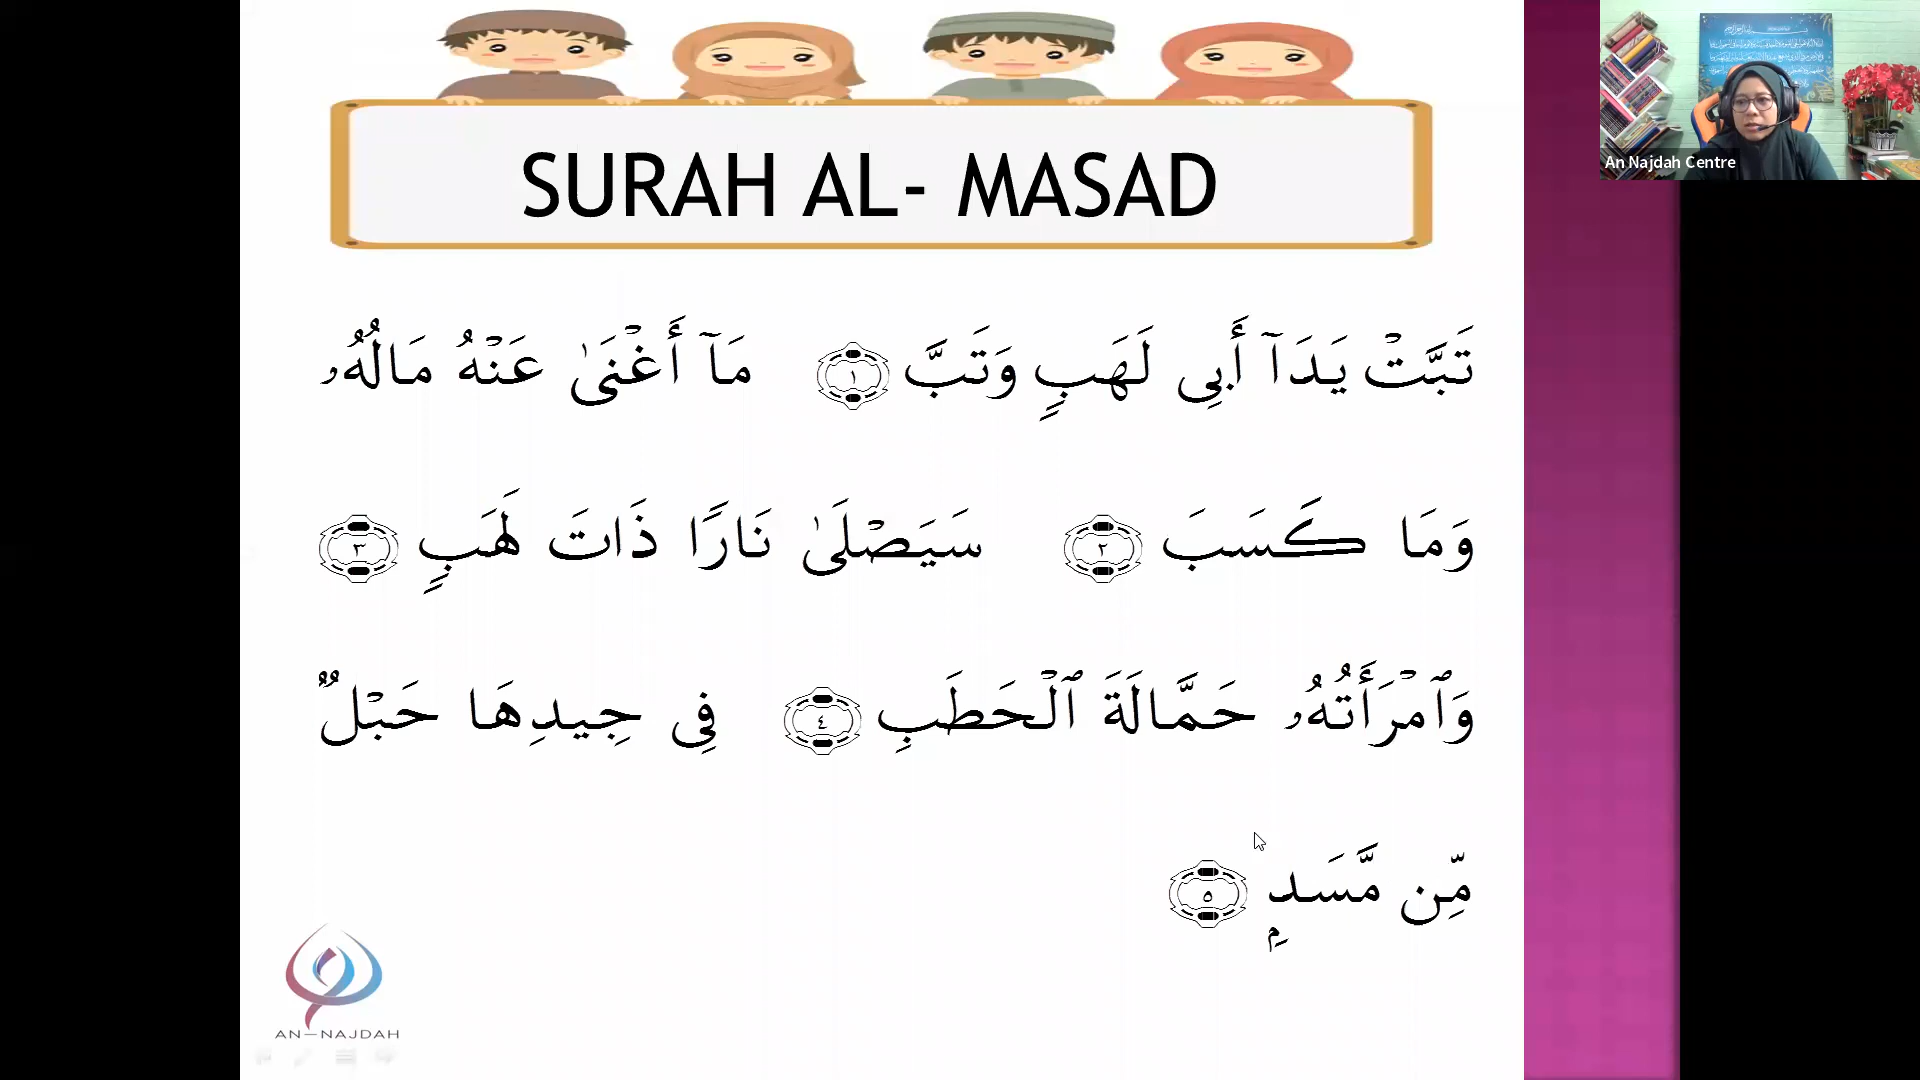 SURAH AL- MASAD
An Najdah Centre
تَبَّتۡ يَدَآ أَبِي لَهَبٍ وَتَبَّ ١ مَآ أَغۡنَىٰ عَنۡهُ مَالُهُۥ
وَمَا كَسَبَ ٢ سَيَصۡلَىٰ نَارًا ذَاتَ لَهَبٍ ٣
وَٱمۡرَأَتُهُۥ حَمَّالَةَ ٱلۡحَطَبِ ٤ فِي جِيدِهَا حَبۡلٌ
مِّن مَّسَدِۭ ٥
AN-NAJDAH